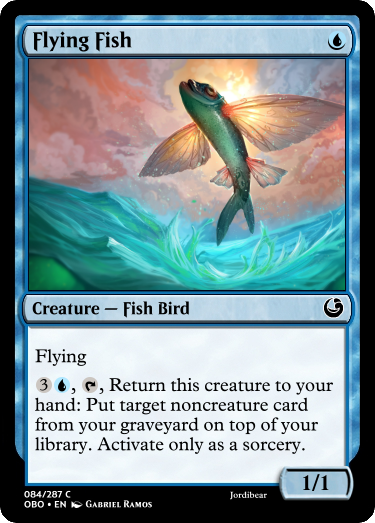 Flying Fish
Creature — Fish Bird
Flying
3, , Return this creature to your
hand: Put target noncreature card
from your graveyard on top of your
library. Activate only as a sorcery.
1/1
084/287 C
OBO • EN Gabriel Ramos
Jordibear